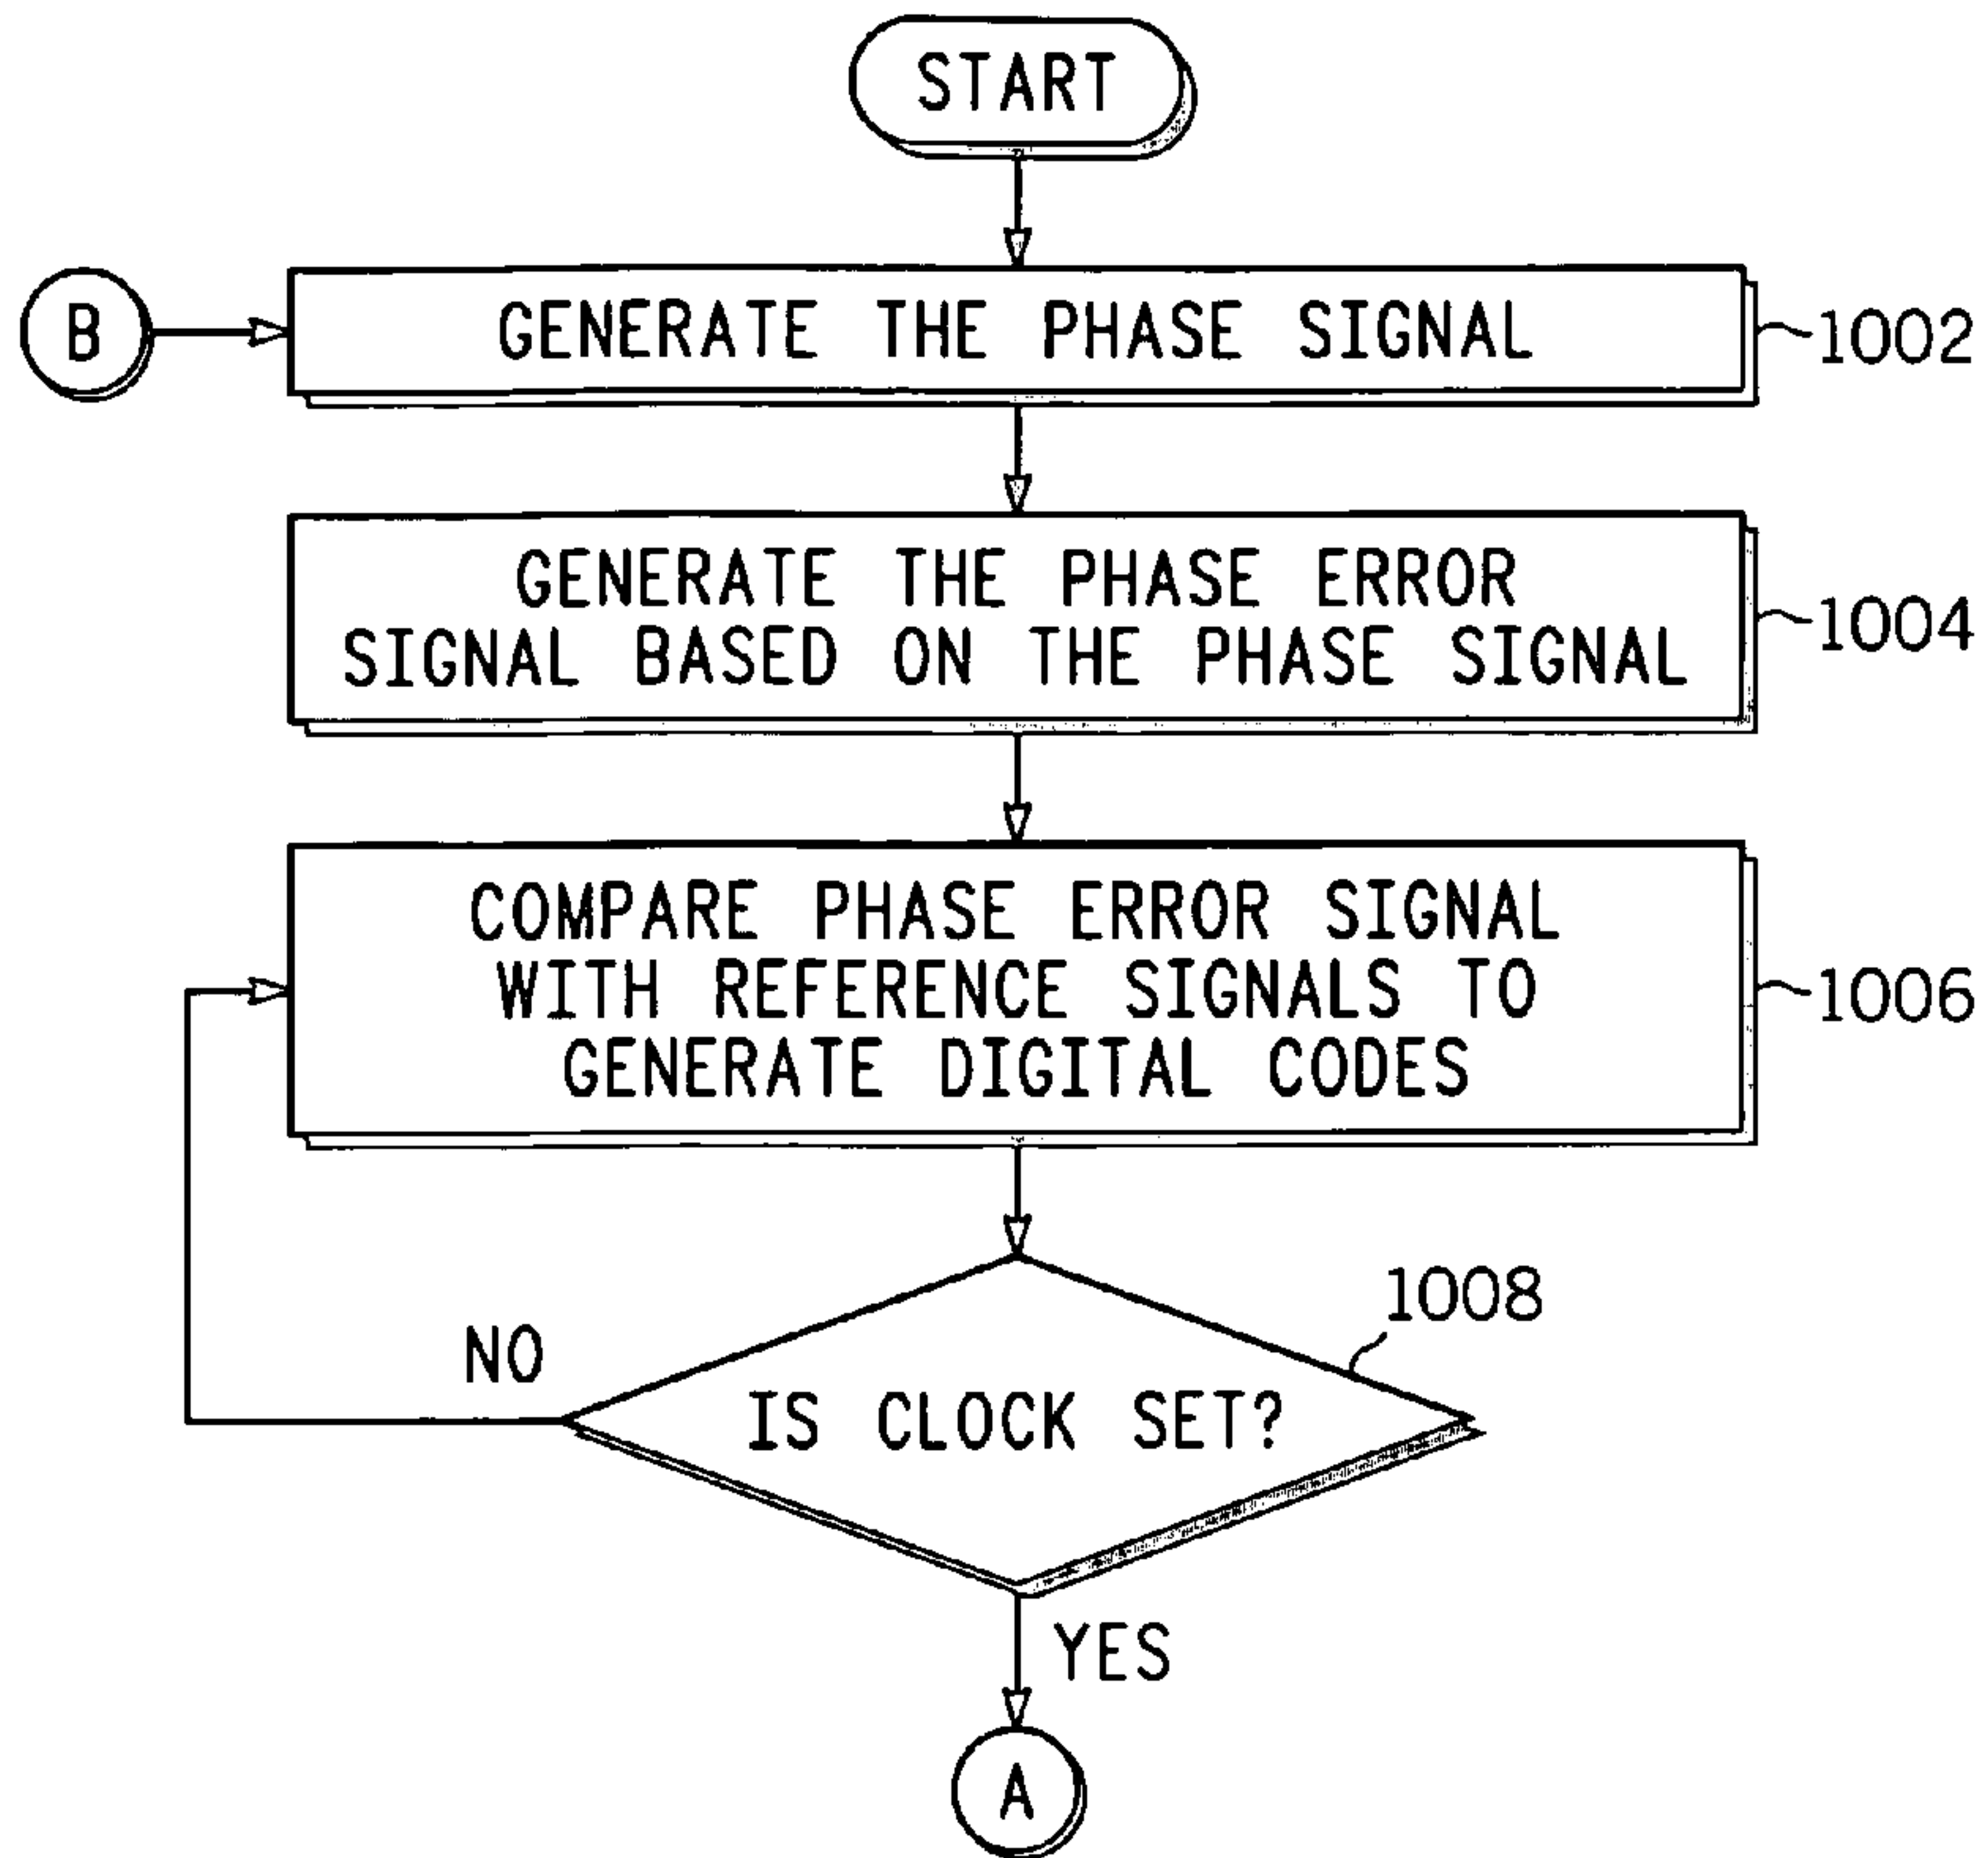 START
B
GENERATE THE PHASE SIGNAL
1002
GENERATE THE PHASE ERROR
SIGNAL BASED ON THE PHASE SIGNAL
1004
COMPARE PHASE ERROR SIGNAL
WITH REFERENCE SIGNALS TO
GENERATE DIGITAL CODES
1006
1008
NO
IS CLOCK SET?
YES
A